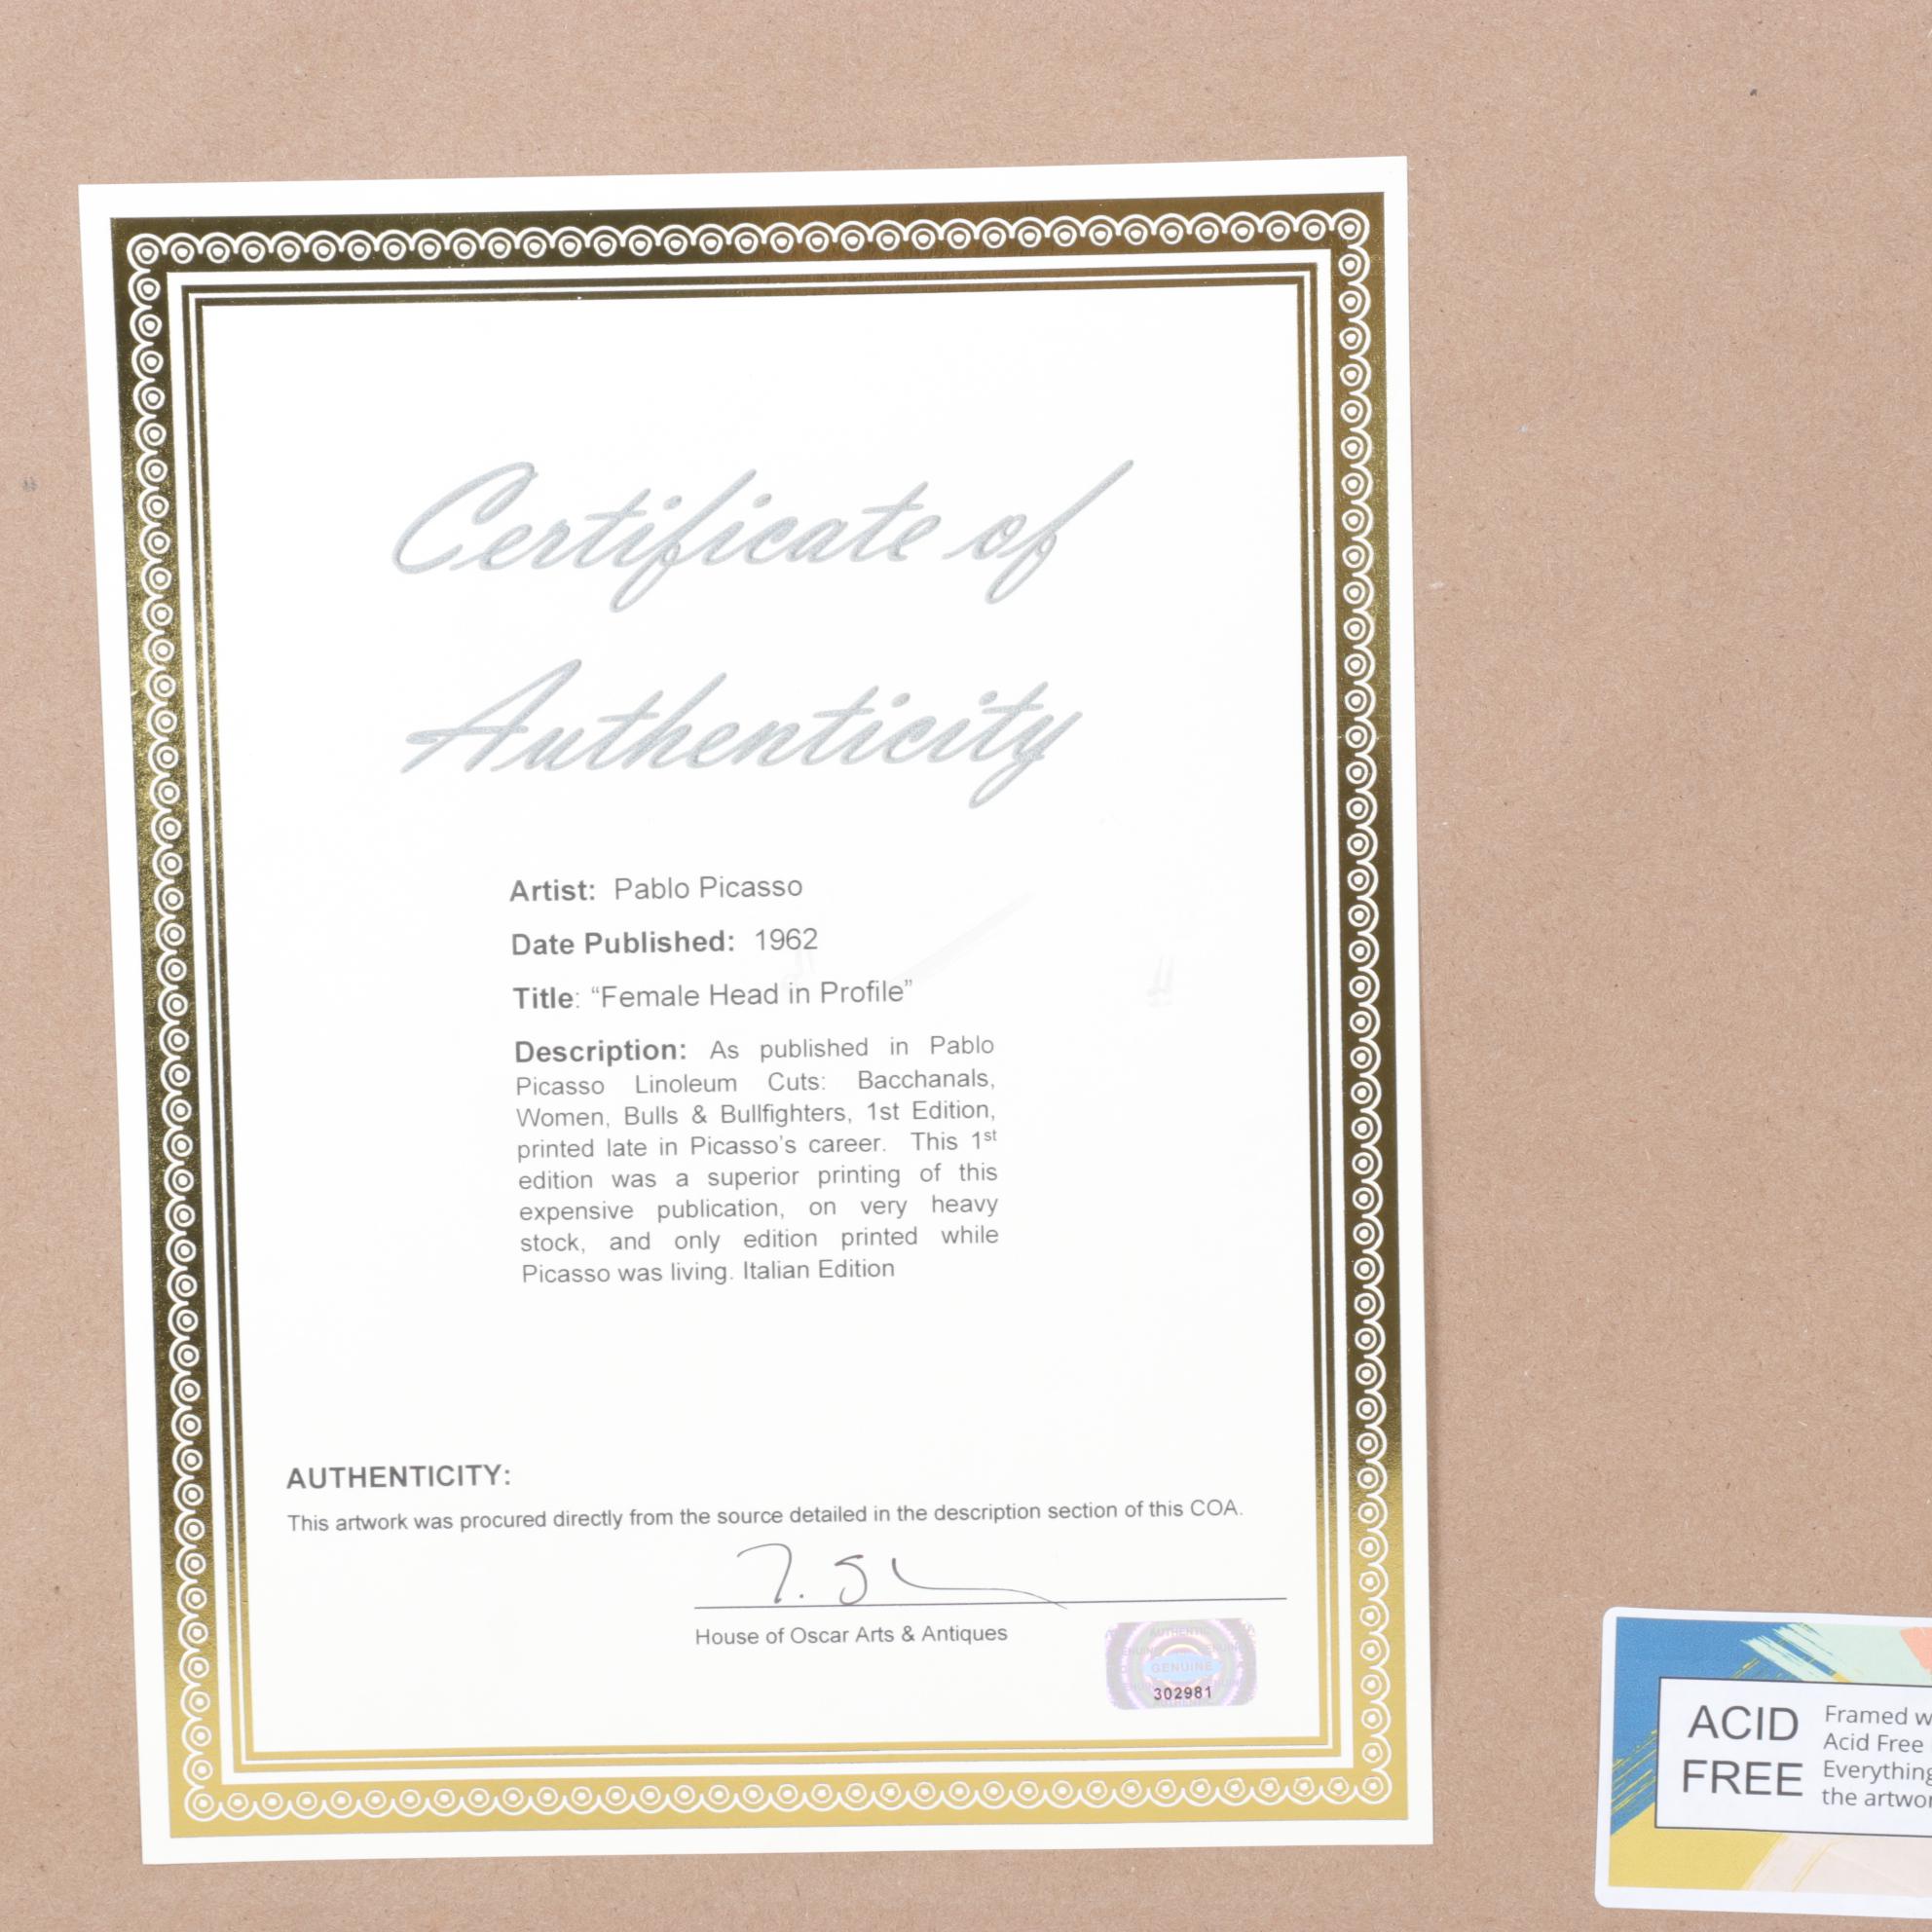 Certificate of
Authenticity
Artist: Pablo Picasso
Date Published: 1962
Title: “Female Head in Profile”
Description: As published in Pablo
Picasso Linoleum Cuts: Bacchanals,
Women, Bulls & Bullfighters, 1st Edition,
printed late in Picasso’s career. This 1st
edition was a superior printing of this
expensive publication, on very heavy
stock, and only edition printed while
Picasso was living. Italian Edition
AUTHENTICITY:
This artwork was procured directly from the source detailed in the description section of this COA.
House of Oscar Arts & Antiques
GENUINE
302981
ACID
FREE
Framed w
Acid Free
Everything
the artwor